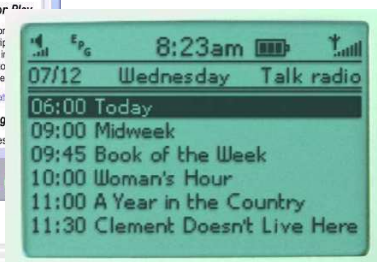 EPG 8:23am
07/12 Wednesday Talk radio
06:00 Today
09:00 Midweek
09:45 Book of the Week
10:00 Woman's Hour
11:00 A Year in the Country
11:30 Clement Doesn't Live Here